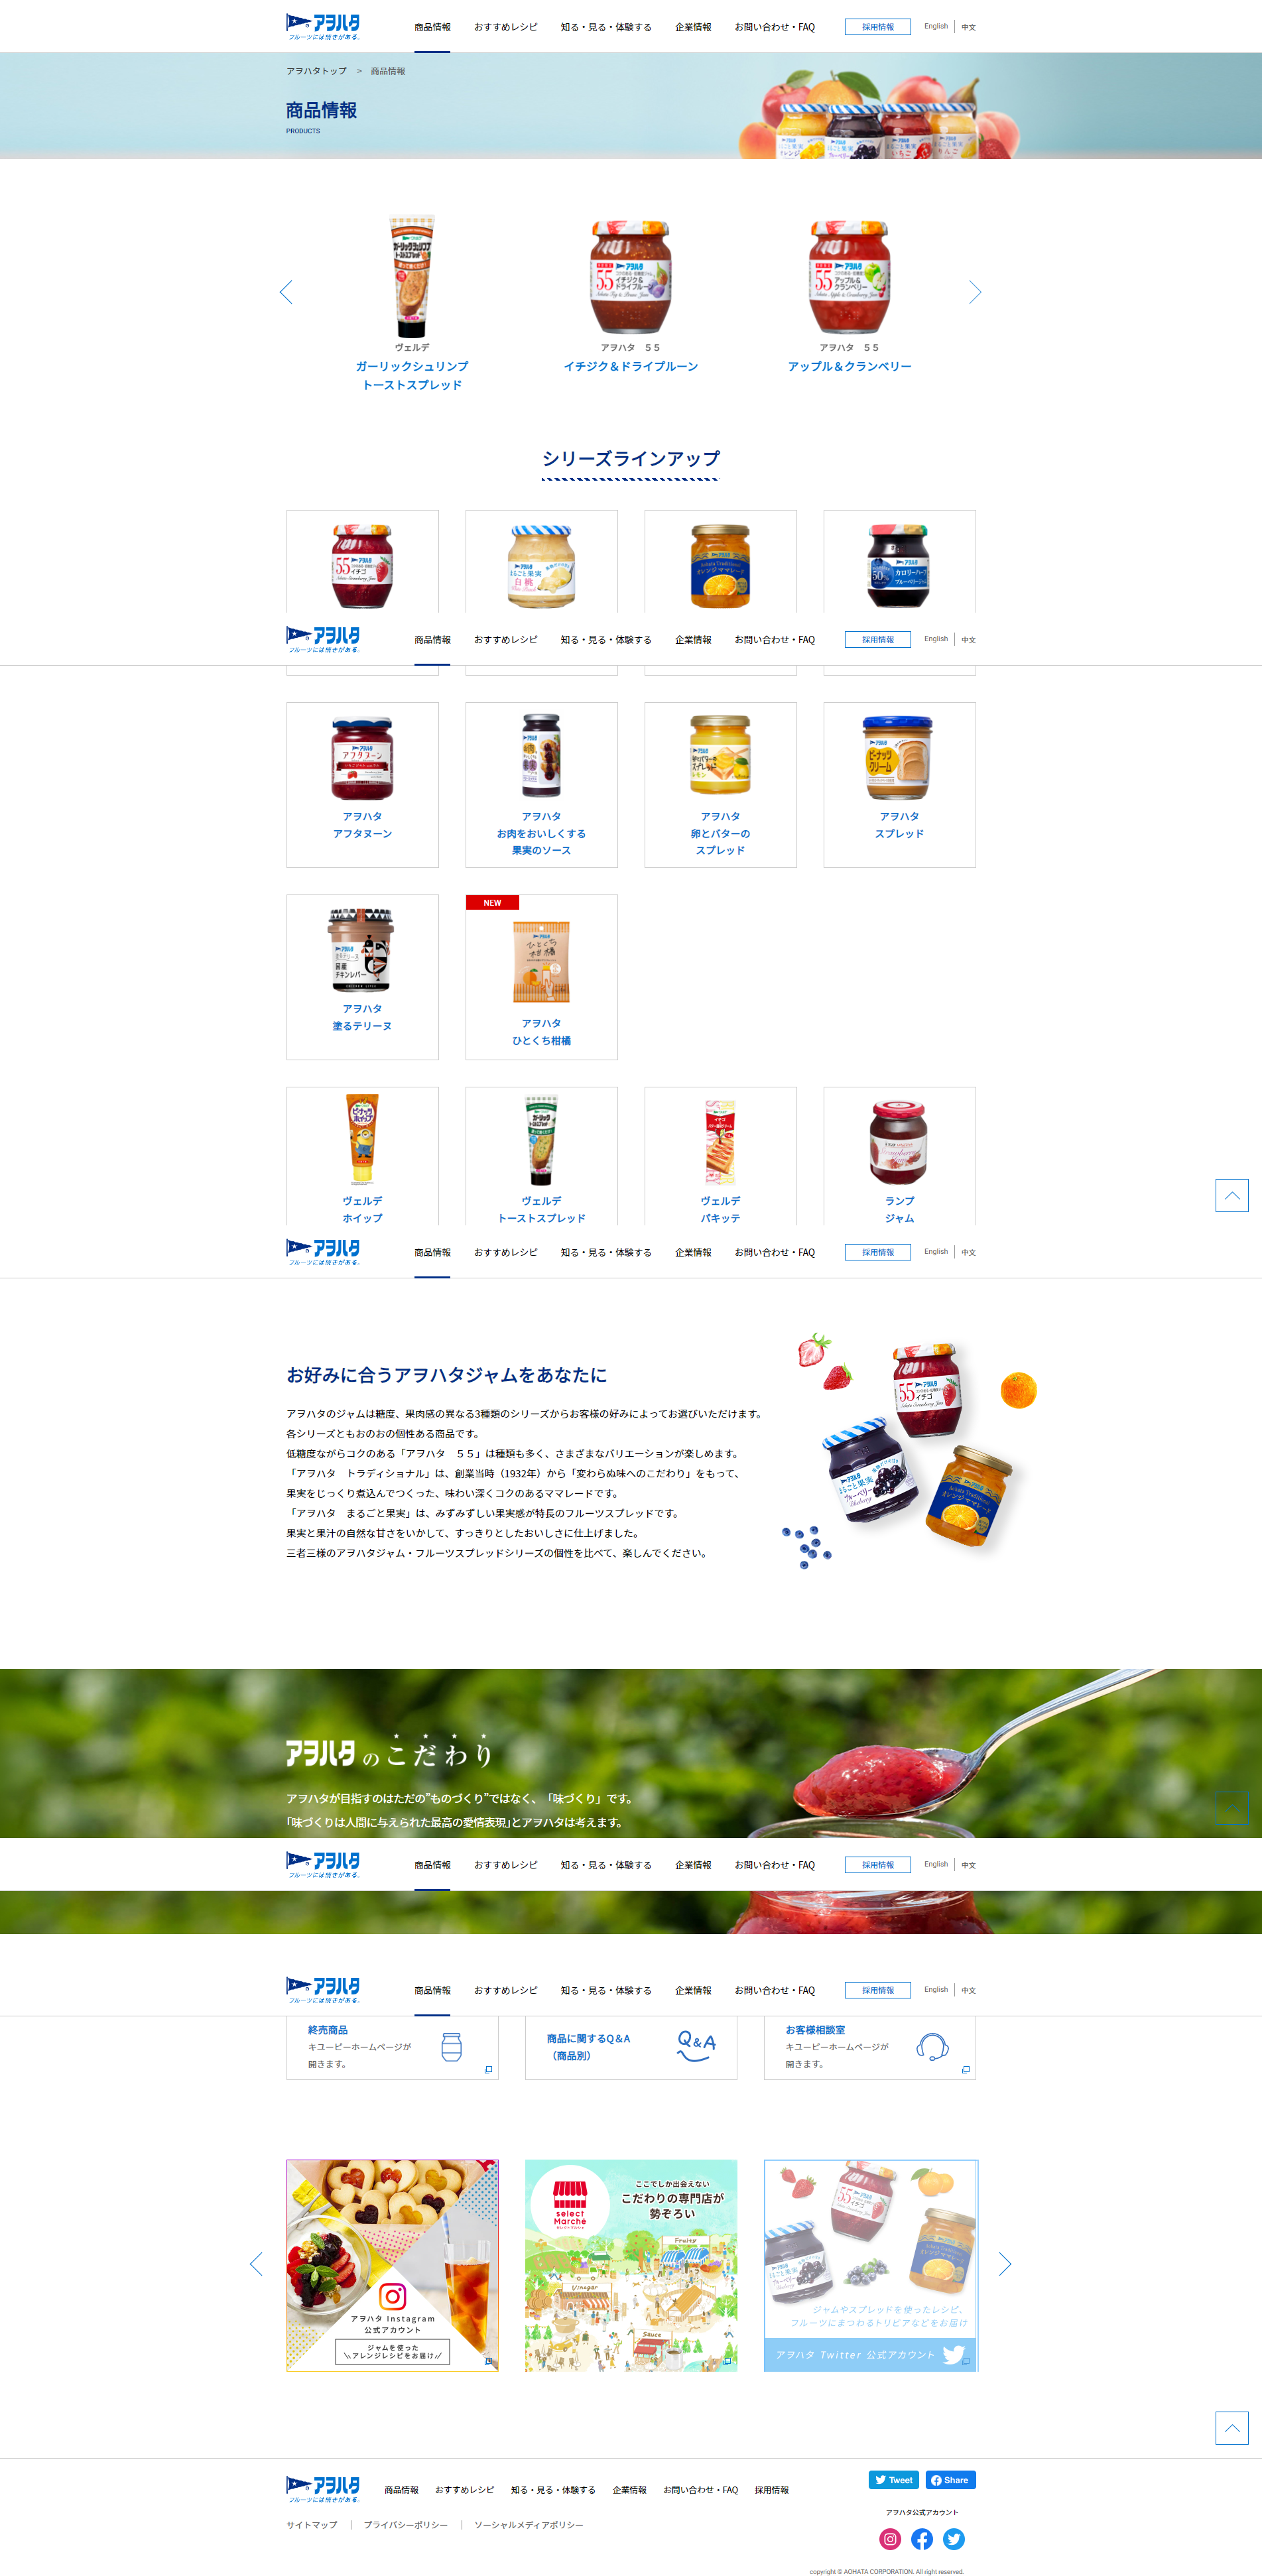 アヲハタ
フルーツには続きがある。
商品情報
おすすめレシピ
知る・見る・体験する
企業情報
お問い合わせ・FAQ
採用情報
English
中文
アヲハタトップ > 商品情報
商品情報
PRODUCTS
ヴェルデ
ガーリックシュリンプ
トーストスプレッド
アヲハタ　５５
イチジク＆ドライプルーン
アヲハタ　５５
アップル＆クランベリー
シリーズラインアップ
アヲハタ
フルーツには続きがある。
商品情報
おすすめレシピ
知る・見る・体験する
企業情報
お問い合わせ・FAQ
採用情報
English
中文
アヲハタ
アフタヌーン
アヲハタ
お肉をおいしくする
果実のソース
アヲハタ
卵とバターの
スプレッド
アヲハタ
スプレッド
アヲハタ
塗るテリーヌ
NEW
アヲハタ
ひとくち柑橘
ヴェルデ
ホイップ
ヴェルデ
トーストスプレッド
ヴェルデ
パキッテ
ランプ
ジャム
アヲハタ
フルーツには続きがある。
商品情報
おすすめレシピ
知る・見る・体験する
企業情報
お問い合わせ・FAQ
採用情報
English
中文
お好みに合うアヲハタジャムをあなたに
アヲハタのジャムは糖度、果肉感の異なる3種類のシリーズからお客様の好みによってお選びいただけます。
各シリーズともおのおの個性ある商品です。
低糖度ながらコクのある「アヲハタ　５５」は種類も多く、さまざまなバリエーションが楽しめます。
「アヲハタ　トラディショナル」は、創業当時（1932年）から「変わらぬ味へのこだわり」をもって、
果実をじっくり煮込んでつくった、味わい深くコクのあるママレードです。
「アヲハタ　まるごと果実」は、みずみずしい果実感が特長のフルーツスプレッドです。
果実と果汁の自然な甘さをいかして、すっきりとしたおいしさに仕上げました。
三者三様のアヲハタジャム・フルーツスプレッドシリーズの個性を比べて、楽しんでください。
アヲハタのこだわり
アヲハタが目指すのはただの”ものづくり”ではなく、「味づくり」です。
「味づくりは人間に与えられた最高の愛情表現」とアヲハタは考えます。
アヲハタ
フルーツには続きがある。
商品情報
おすすめレシピ
知る・見る・体験する
企業情報
お問い合わせ・FAQ
採用情報
English
中文
アヲハタ
フルーツには続きがある。
商品情報
おすすめレシピ
知る・見る・体験する
企業情報
お問い合わせ・FAQ
採用情報
English
中文
終売商品
キユーピーホームページが
開きます。
商品に関するQ＆A
（商品別）
Q&A
お客様相談室
キユーピーホームページが
開きます。
アヲハタ Instagram
公式アカウント
ジャムを使った
アレンジレシピをお届け
select
Marché
ここでしか出会えない
こだわりの専門店が
勢ぞろい
Fruity
Vinegar
Sauce
ジャムやスプレッドを使ったレシピ、
フルーツにまつわるトリビアなどをお届け
アヲハタ Twitter 公式アカウント
アヲハタ
フルーツには続きがある。
商品情報
おすすめレシピ
知る・見る・体験する
企業情報
お問い合わせ・FAQ
採用情報
Tweet
Share
サイトマップ
プライバシーポリシー
ソーシャルメディアポリシー
アヲハタ公式アカウント
copyright © AOHATA CORPORATION. All right reserved.